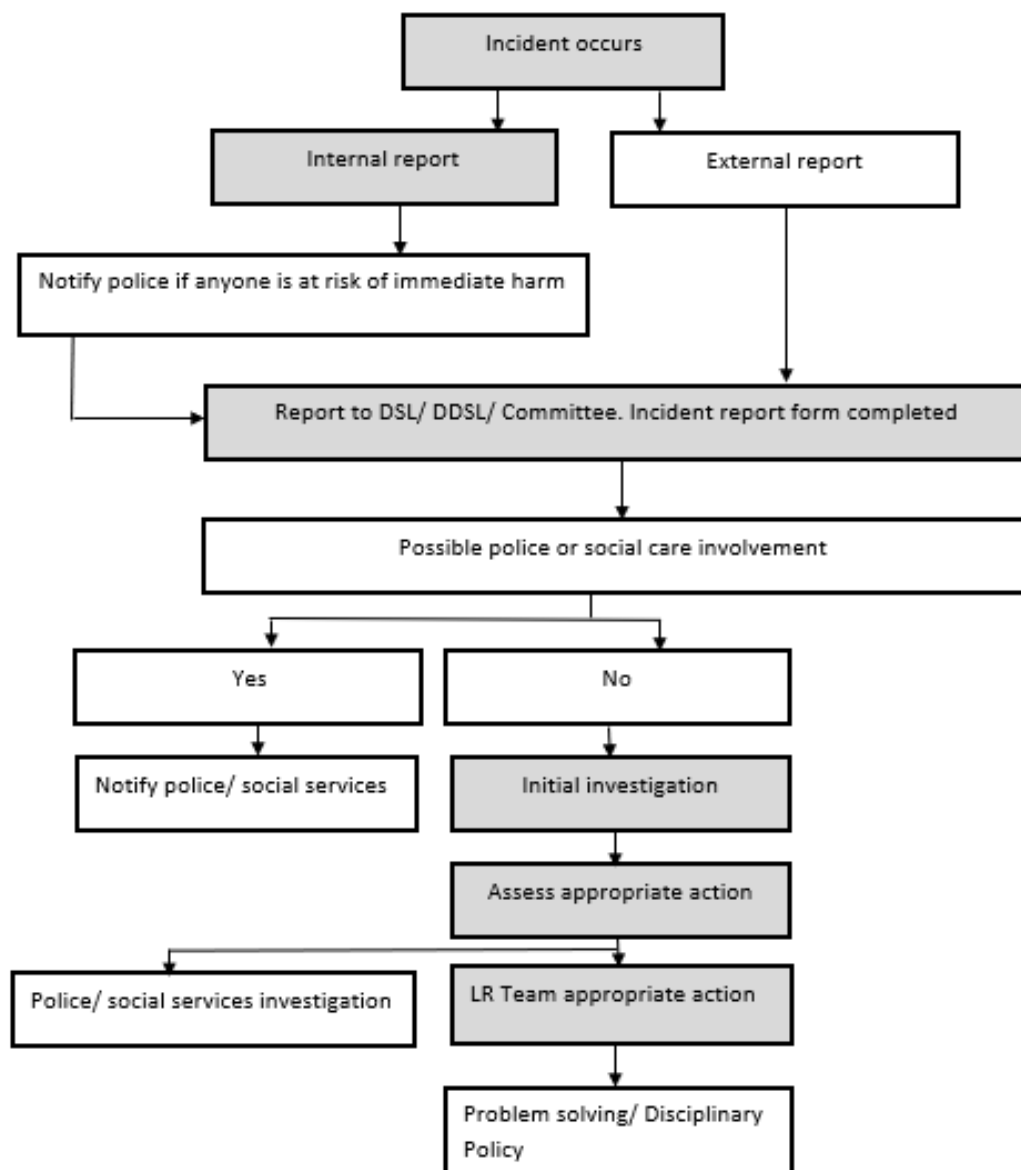 Incident occurs
Internal report
External report
Notify police if anyone is at risk of immediate harm
Report to DSL/ DDSL/ Committee. Incident report form completed
Possible police or social care involvement
Yes
No
Notify police/ social services
Initial investigation
Assess appropriate action
Police/ social services investigation
LR Team appropriate action
Problem solving/ Disciplinary
Policy